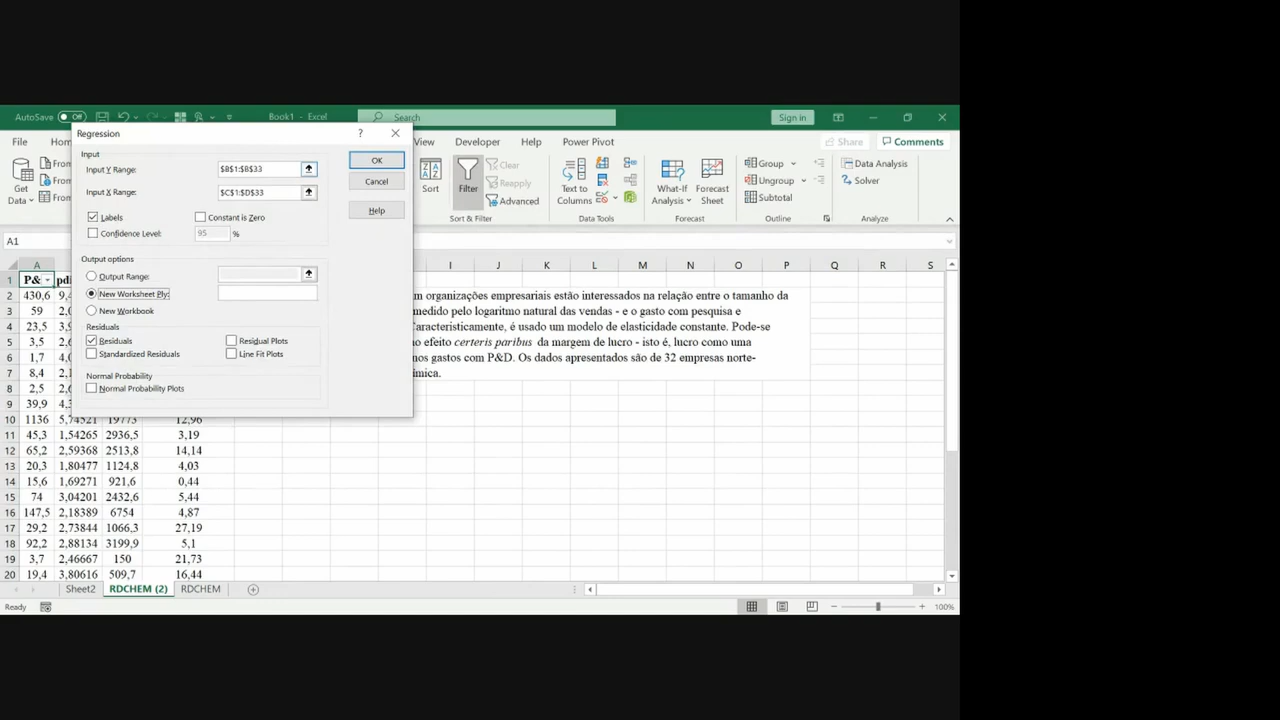 AutoSave Off Book1 - Excel Search Sign in
Regression ? ×
File Hom View Developer Help Power Pivot Share Comments
Get Data
From
From
From
Sort
Filter
Clear
Reapply
Advanced
Sort & Filter
Text to Columns
Data Tools
What-If Analysis
Forecast Sheet
Forecast
Group
Ungroup
Subtotal
Outline
Data Analysis
Solver
Analyze
Input
Input Y Range: $B$1:$B$33
Input X Range: $C$1:$D$33
Labels Constant is Zero
Confidence Level: 95 %
Output options
Output Range:
New Worksheet Ply:
New Workbook
Residuals
Residuals Residual Plots
Standardized Residuals Line Fit Plots
Normal Probability
Normal Probability Plots
OK
Cancel
Help
A1
A I J K L M N O P Q R S
1 P& pdi
2 430,6 9,4 m organizações empresariais estão interessados na relação entre o tamanho da
3 59 2,0 medido pelo logaritmo natural das vendas - e o gasto com pesquisa e
4 23,5 3,9 Caracteristicamente, é usado um modelo de elasticidade constante. Pode-se
5 3,5 2,6 o efeito certeris paribus da margem de lucro - isto é, lucro como uma
6 1,7 4,0 nos gastos com P&D. Os dados apresentados são de 32 empresas norte-
7 8,4 2,1 ímica.
8 2,5 2,6
9 39,9 4,3
10 1136 5,74521 19773 12,96
11 45,3 1,54265 2936,5 3,19
12 65,2 2,59368 2513,8 14,14
13 20,3 1,80477 1124,8 4,03
14 15,6 1,69271 921,6 0,44
15 74 3,04201 2432,6 5,44
16 147,5 2,18389 6754 4,87
17 29,2 2,73844 1066,3 27,19
18 92,2 2,88134 3199,9 5,1
19 3,7 2,46667 150 21,73
20 19,4 3,80616 509,7 16,44
Sheet2 RDCHEM (2) RDCHEM
Ready 100%